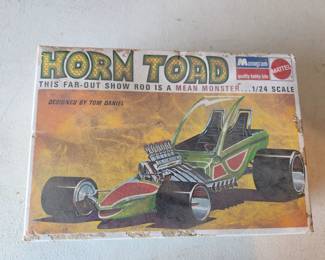 HORN TOAD
Monogram
quality hobby kits
MATTEL
THIS FAR-OUT SHOW ROD IS A MEAN MONSTER...1/24 SCALE
DESIGNED BY TOM DANIEL